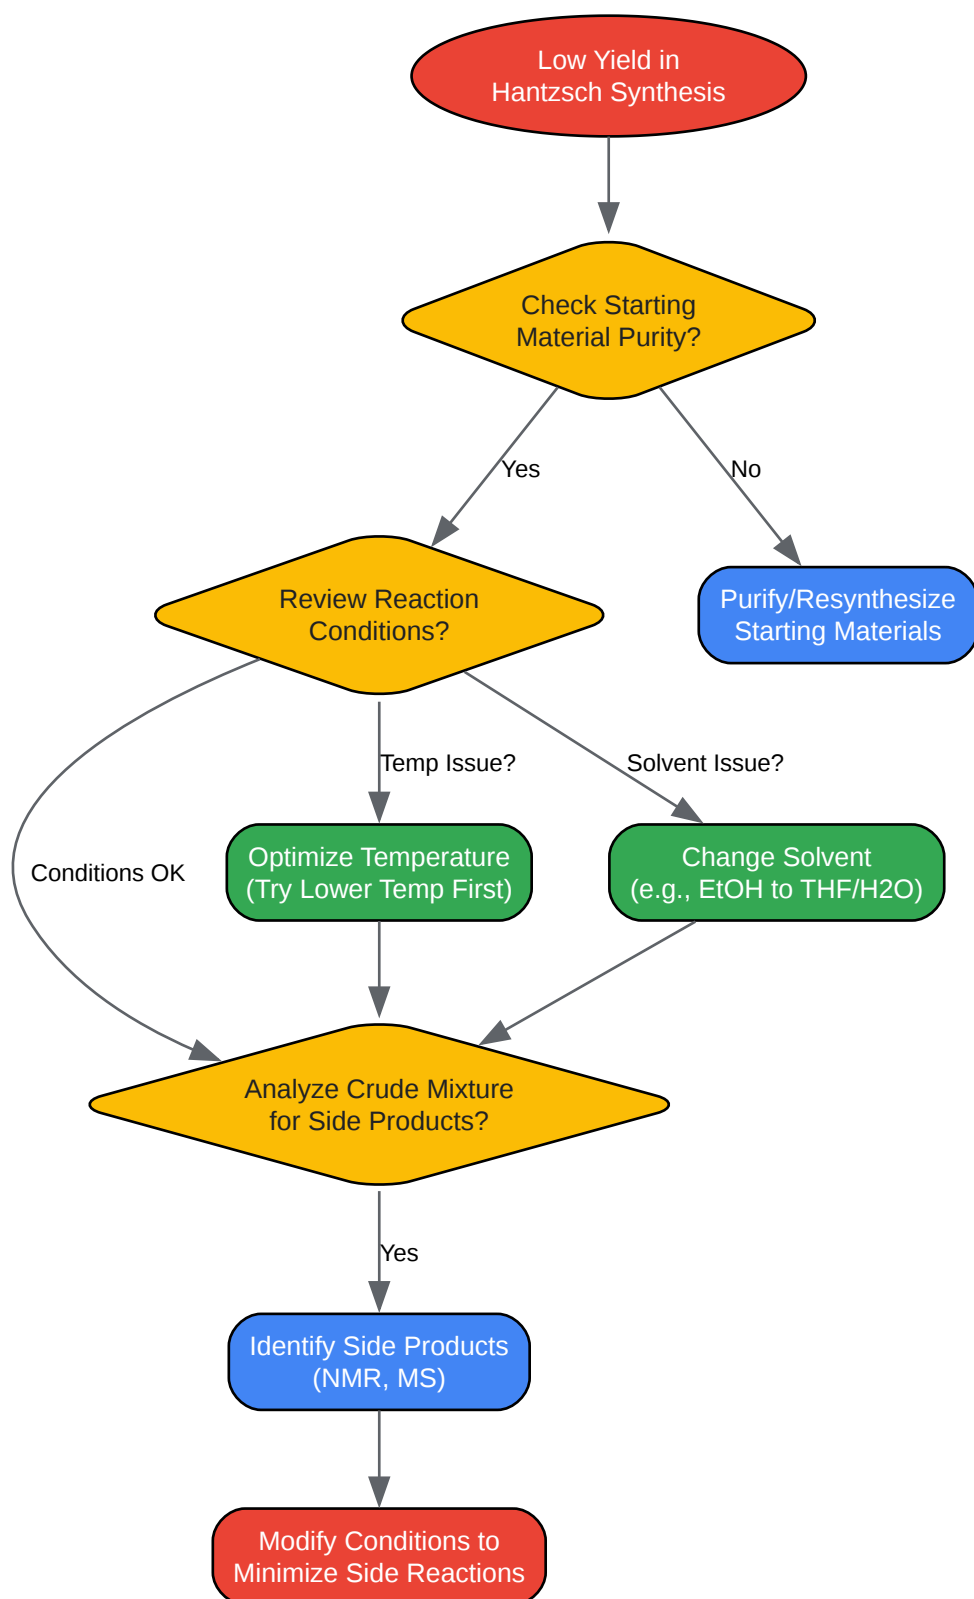 Low Yield in
Hantzsch Synthesis
Check Starting
Material Purity?
Yes
No
Review Reaction
Conditions?
Purify/Resynthesize
Starting Materials
Temp Issue?
Solvent Issue?
Conditions OK
Optimize Temperature
(Try Lower Temp First)
Change Solvent
(e.g., EtOH to THF/H2O)
Analyze Crude Mixture
for Side Products?
Yes
Identify Side Products
(NMR, MS)
Modify Conditions to
Minimize Side Reactions